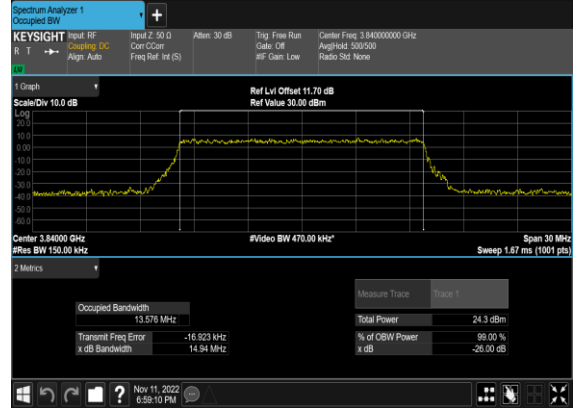 Spectrum Analyzer 1
Occupied BW
KEYSIGHT Input: RF Input Z: 50 Ω Atten: 30 dB Trig: Free Run Center Freq: 3.840000000 GHz
R T Coupling: DC Corr CCorr Gate: Off Avg|Hold: 500/500
Align: Auto Freq Ref: Int (S) #IF Gain: Low Radio Std: None
LNI
1 Graph
Ref Lvl Offset 11.70 dB
Scale/Div 10.0 dB Ref Value 30.00 dBm
Log
20.0
10.0
0.00
-10.0
-20.0
-30.0
-40.0
-50.0
-60.0
Center 3.84000 GHz #Video BW 470.00 kHz* Span 30 MHz
#Res BW 150.00 kHz Sweep 1.67 ms (1001 pts)
2 Metrics
Measure Trace Trace 1
Occupied Bandwidth
13.576 MHz Total Power 24.3 dBm
Transmit Freq Error -16.923 kHz % of OBW Power 99.00 %
x dB Bandwidth 14.94 MHz x dB -26.00 dB
? Nov 11, 2022
6:59:10 PM